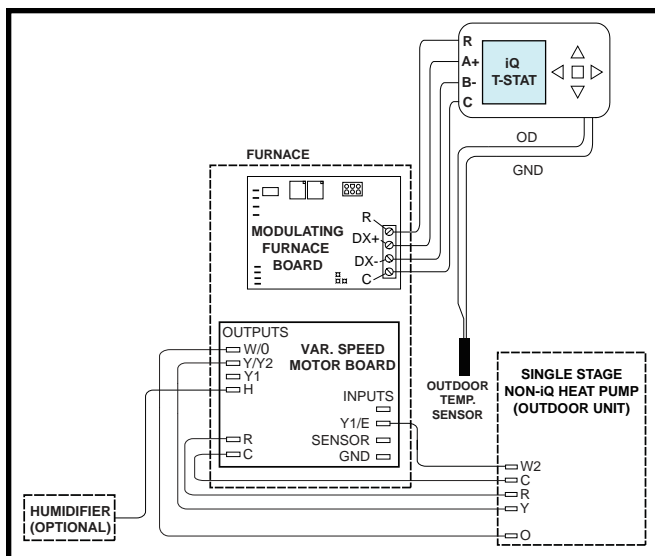 R
A+
B-
C
iQ
T-STAT
OD
GND
FURNACE
MODULATING
FURNACE
BOARD
R
DX+
DX-
C
OUTPUTS
W/0
Y/Y2
Y1
H
R
C
VAR. SPEED
MOTOR BOARD
INPUTS
Y1/E
SENSOR
GND
OUTDOOR
TEMP.
SENSOR
SINGLE STAGE
NON-iQ HEAT PUMP
(OUTDOOR UNIT)
W2
C
R
Y
O
HUMIDIFIER
(OPTIONAL)